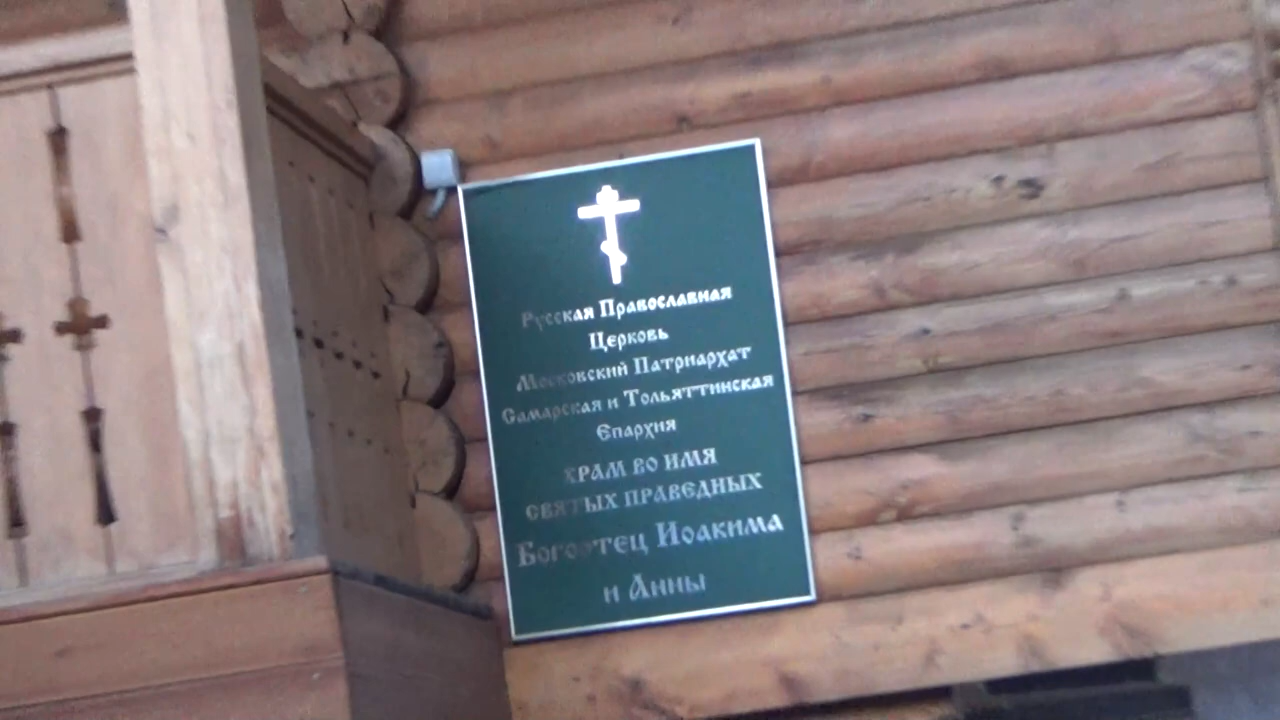 Русская Православная
Церковь
Московский Патриархат
Самарская и Тольяттинская
Епархия
ХРАМ ВО ИМЯ
СВЯТЫХ ПРАВЕДНЫХ
Богоотец Иоакима
и Анны